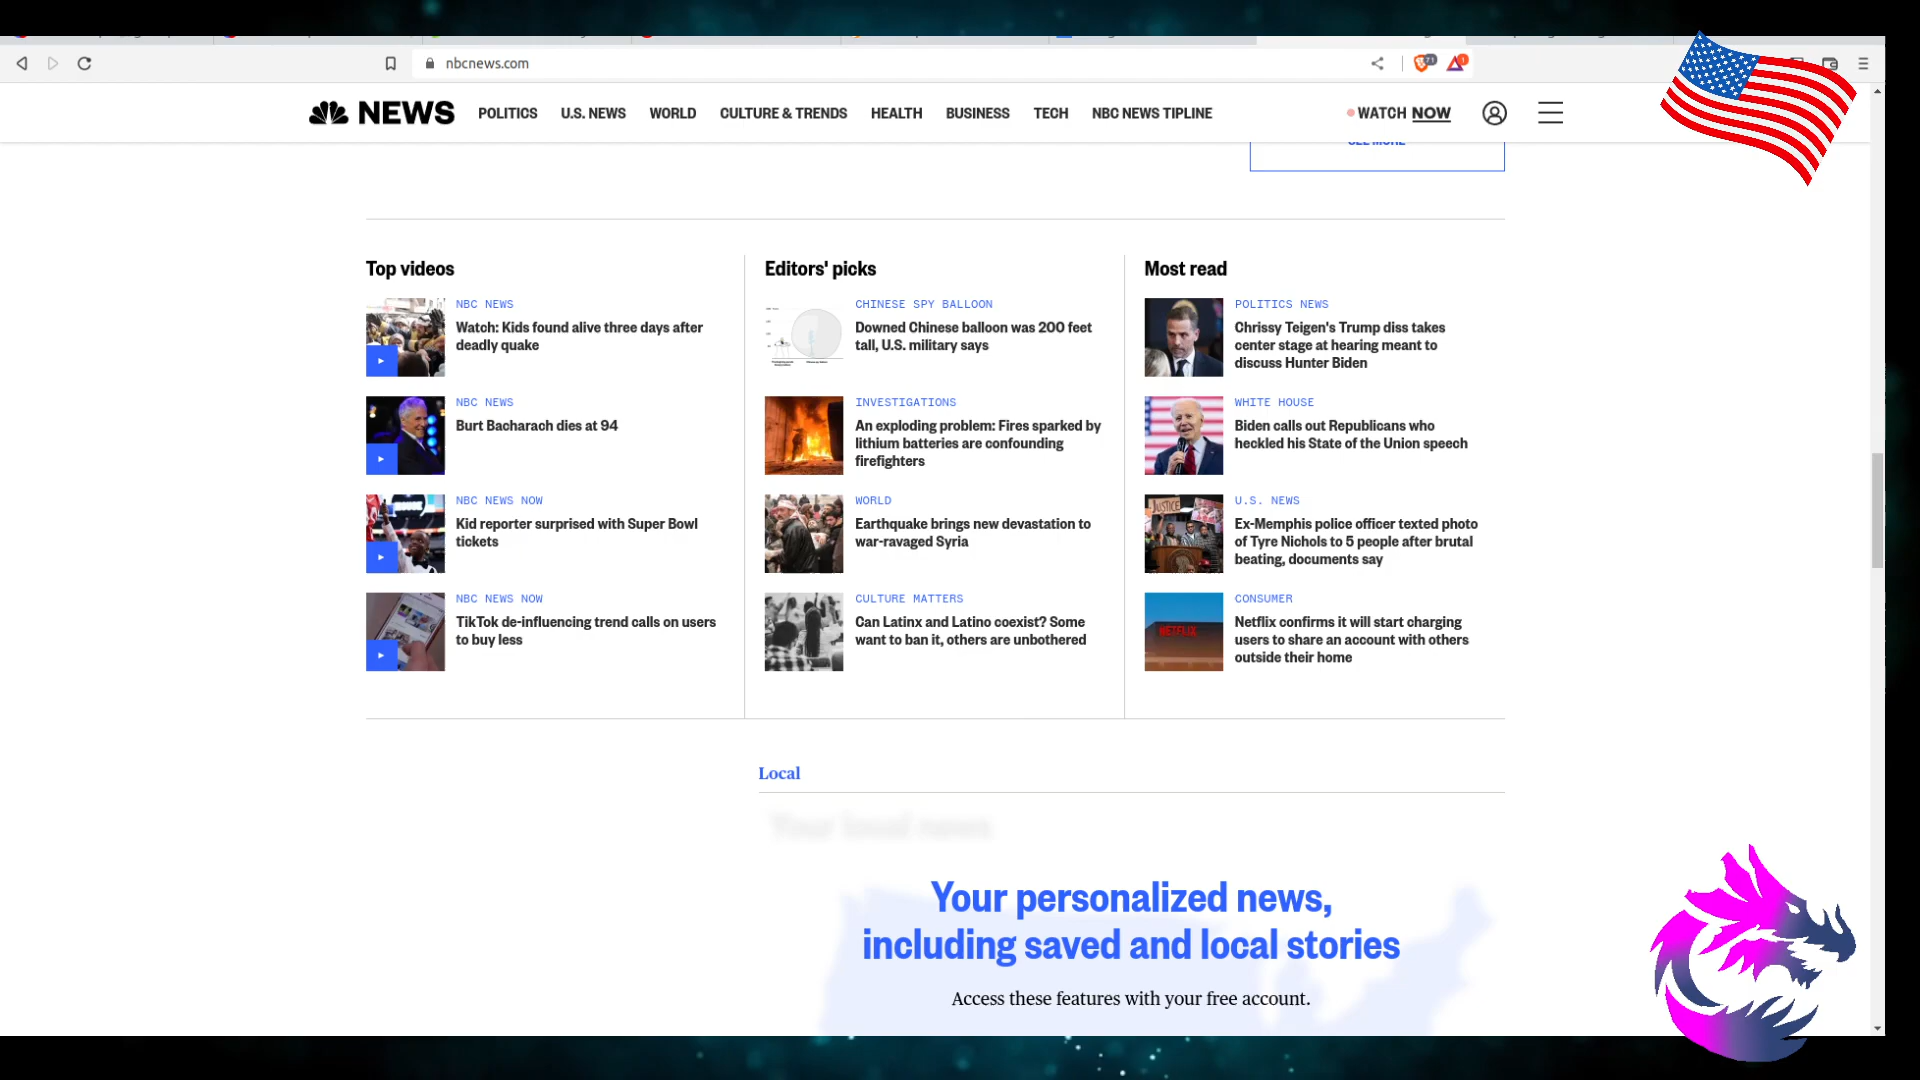 nbcnews.com
NEWS
POLITICS
U.S. NEWS
WORLD
CULTURE & TRENDS
HEALTH
BUSINESS
TECH
NBC NEWS TIPLINE
WATCH NOW
SEE MORE
Top videos
NBC NEWS
Watch: Kids found alive three days after
deadly quake
NBC NEWS
Burt Bacharach dies at 94
NBC NEWS NOW
Kid reporter surprised with Super Bowl
tickets
NBC NEWS NOW
TikTok de-influencing trend calls on users
to buy less
Editors' picks
CHINESE SPY BALLOON
Downed Chinese balloon was 200 feet
tall, U.S. military says
INVESTIGATIONS
An exploding problem: Fires sparked by
lithium batteries are confounding
firefighters
WORLD
Earthquake brings new devastation to
war-ravaged Syria
CULTURE MATTERS
Can Latinx and Latino coexist? Some
want to ban it, others are unbothered
Most read
POLITICS NEWS
Chrissy Teigen's Trump diss takes
center stage at hearing meant to
discuss Hunter Biden
WHITE HOUSE
Biden calls out Republicans who
heckled his State of the Union speech
U.S. NEWS
JUSTICE
Ex-Memphis police officer texted photo
of Tyre Nichols to 5 people after brutal
beating, documents say
CONSUMER
NETFLIX
Netflix confirms it will start charging
users to share an account with others
outside their home
Local
Your local news
Your personalized news,
including saved and local stories
Access these features with your free account.